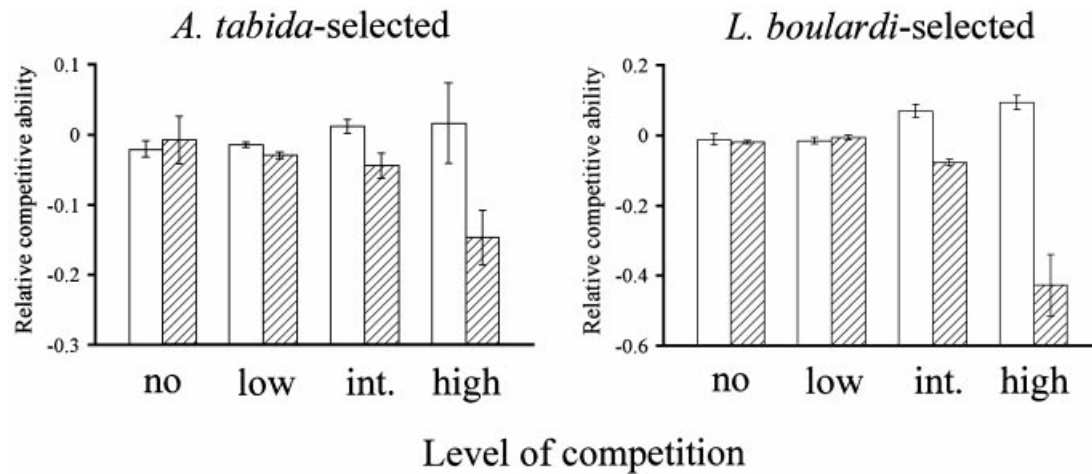 A. tabida-selected
Relative competitive ability
0.1
0
-0.1
-0.2
-0.3
no low int. high
L. boulardi-selected
Relative competitive ability
0.2
0
-0.2
-0.4
-0.6
no low int. high
Level of competition